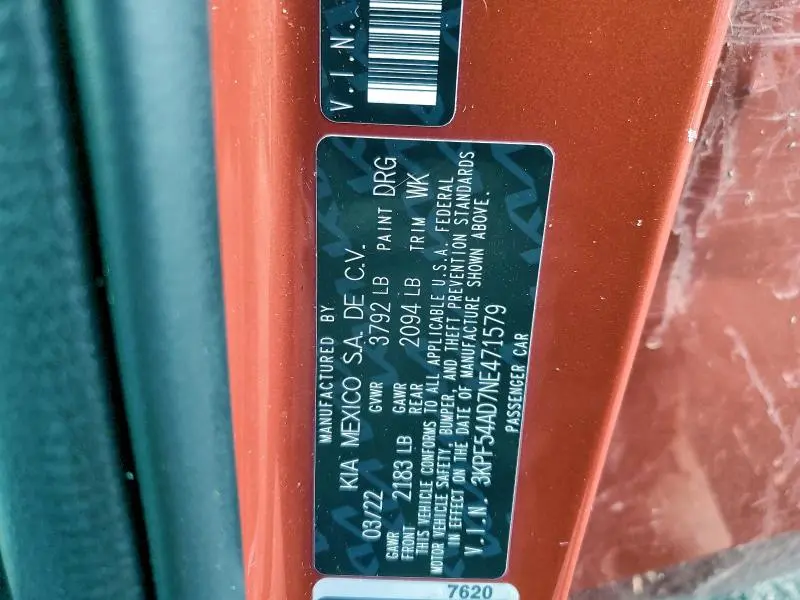 V.I.N.
MANUFACTURED BY
KIA MEXICO S.A. DE C.V.
03/22 GVWR 3792 LB PAINT DRG
GAWR FRONT 2183 LB GAWR REAR 2094 LB TRIM WK
THIS VEHICLE CONFORMS TO ALL APPLICABLE U.S.A. FEDERAL
MOTOR VEHICLE SAFETY, BUMPER, AND THEFT PREVENTION STANDARDS
IN EFFECT ON THE DATE OF MANUFACTURE SHOWN ABOVE.
V.I.N. 3KPF54AD7NE471579
PASSENGER CAR
7620